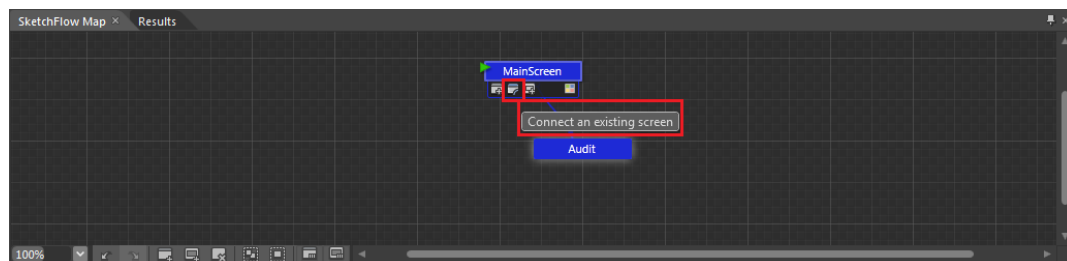 SketchFlow Map × Results
MainScreen
Connect an existing screen
Audit
100%